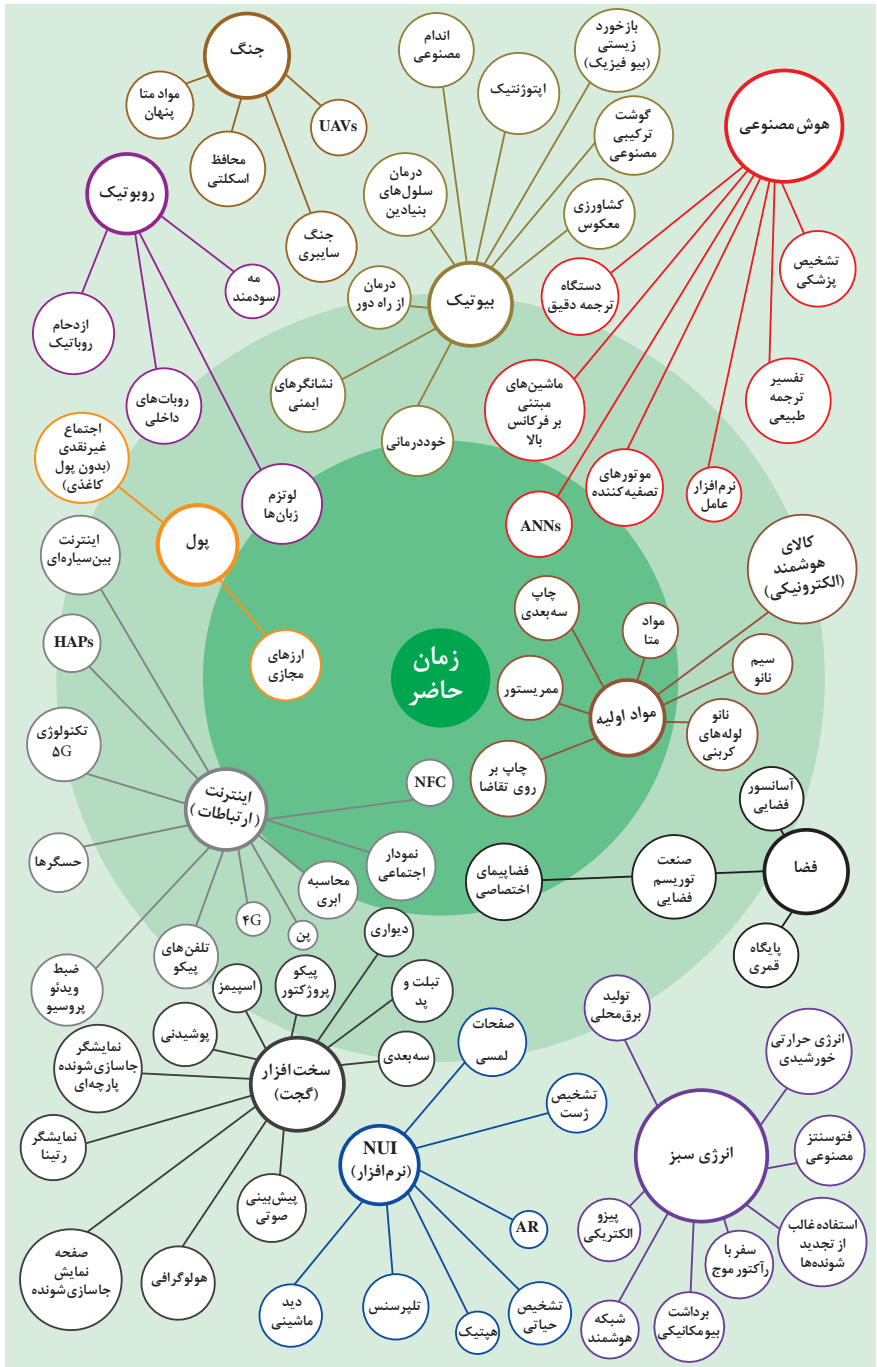 جنگ
مواد متا
پنهان
محافظ
اسکلتی
UAVs
جنگ
سایبری
اندام
مصنوعی
اپتوژنتیک
بازخورد
زیستی
(بیو فیزیک)
گوشت
ترکیبی
مصنوعی
درمان
سلول‌های
بنیادین
کشاورزی
معکوس
بیوتیک
درمان
از راه دور
نشانگرهای
ایمنی
خوددرمانی
هوش مصنوعی
تشخیص
پزشکی
دستگاه
ترجمه دقیق
تفسیر
ترجمه
طبیعی
ماشین‌های
مبتنی
بر فرکانس
بالا
موتورهای
تصفیه‌کننده
نرم‌افزار
عامل
ANNs
روبوتیک
مه
سودمند
ازدحام
روباتیک
روبات‌های
داخلی
لوتزم
زبان‌ها
اجتماع
غیرنقدی
(بدون پول
کاغذی)
پول
ارزهای
مجازی
زمان
حاضر
کالای
هوشمند
(الکترونیکی)
چاپ
سه‌بعدی
مواد
متا
سیم
نانو
ممریستور
مواد اولیه
نانو
لوله‌های
کربنی
چاپ بر
روی تقاضا
اینترنت
بین‌سیاره‌ای
HAPs
تکنولوژی
۵G
حسگرها
اینترنت
(ارتباطات)
NFC
نمودار
اجتماعی
محاسبه
ابری
پن
۴G
تلفن‌های
پیکو
ضبط
ویدئو
پروسیو
آسانسور
فضایی
فضا
صنعت
توریسم
فضایی
فضاپیمای
اختصاصی
پایگاه
قمری
دیواری
پیکو
پروژکتور
اسپیمز
تبلت و
پد
پوشیدنی
سه‌بعدی
نمایشگر
جاسازی‌شونده
پارچه‌ای
سخت‌افزار
(گجت)
نمایشگر
رتینا
پیش‌بینی
صوتی
هولوگرافی
صفحه
نمایش
جاسازی‌شونده
صفحات
لمسی
تشخیص
ژست
NUI
(نرم‌افزار)
AR
تشخیص
حیاتی
هپتیک
تلپرسنس
دید
ماشینی
تولید
برق‌محلی
انرژی حرارتی
خورشیدی
انرژی سبز
فتوسنتز
مصنوعی
استفاده غالب
از تجدید
شونده‌ها
سفر با
رآکتور موج
برداشت
بیومکانیکی
شبکه
هوشمند
پیزو
الکتریکی